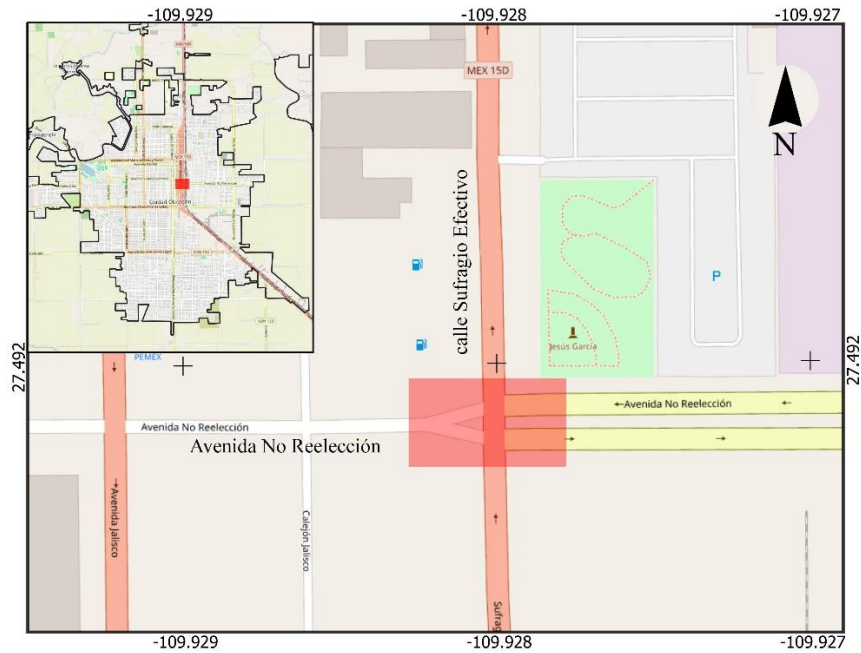 -109.929
-109.928
-109.927
MEX 15D
N
Ciudad Obregón
calle Sufragio Efectivo
P
Jesús García
27.492
27.492
PEMEX
Avenida No Reelección
Avenida No Reelección
Avenida No Reelección
Avenida Jalisco
Callejón Jalisco
Sufrag
-109.929
-109.928
-109.927